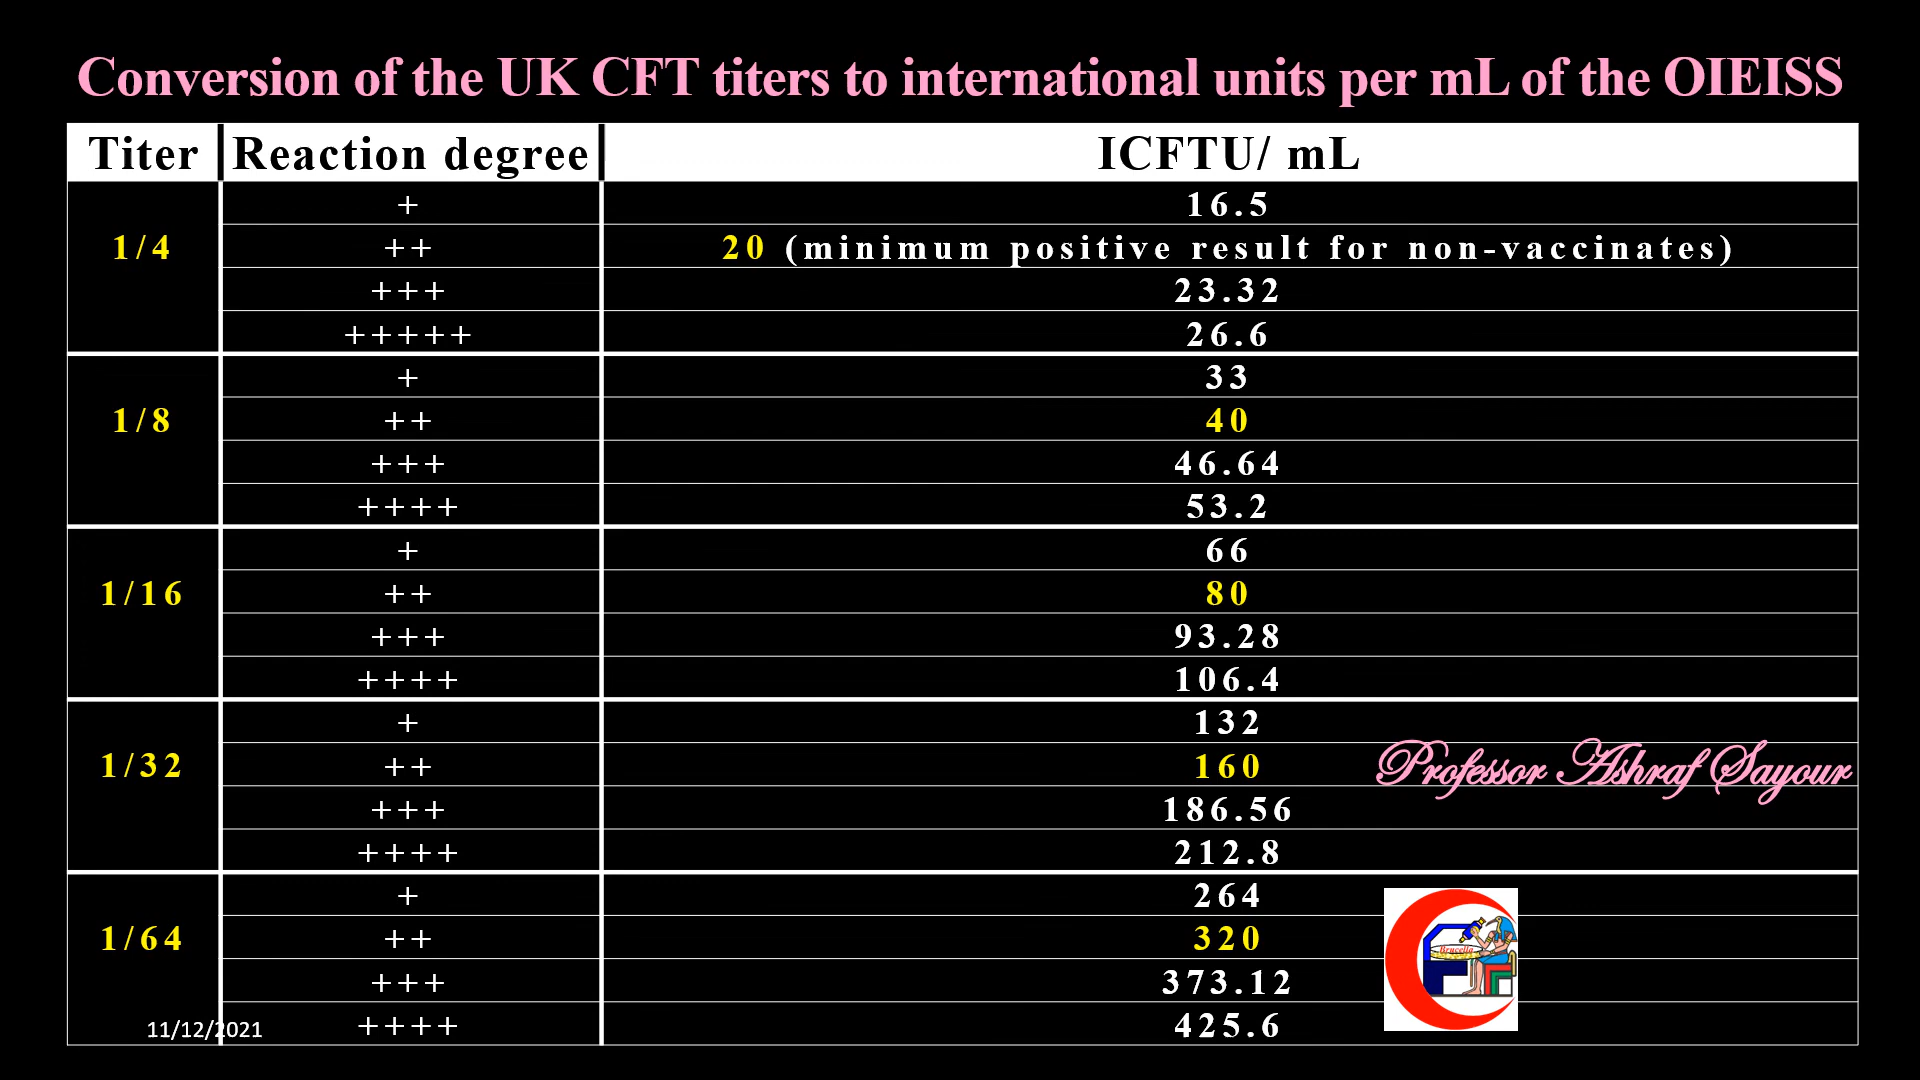 Conversion of the UK CFT titers to international units per mL of the OIEISS
Titer Reaction degree ICFTU/ mL
+ 16.5
1/4 ++ 20 (minimum positive result for non-vaccinates)
+++ 23.32
+++++ 26.6
+ 33
1/8 ++ 40
+++ 46.64
++++ 53.2
+ 66
1/16 ++ 80
+++ 93.28
++++ 106.4
+ 132
1/32 ++ 160
Professor Ashraf Sayour
+++ 186.56
++++ 212.8
+ 264
1/64 ++ 320
Brucella
+++ 373.12
++++ 425.6
11/12/2021